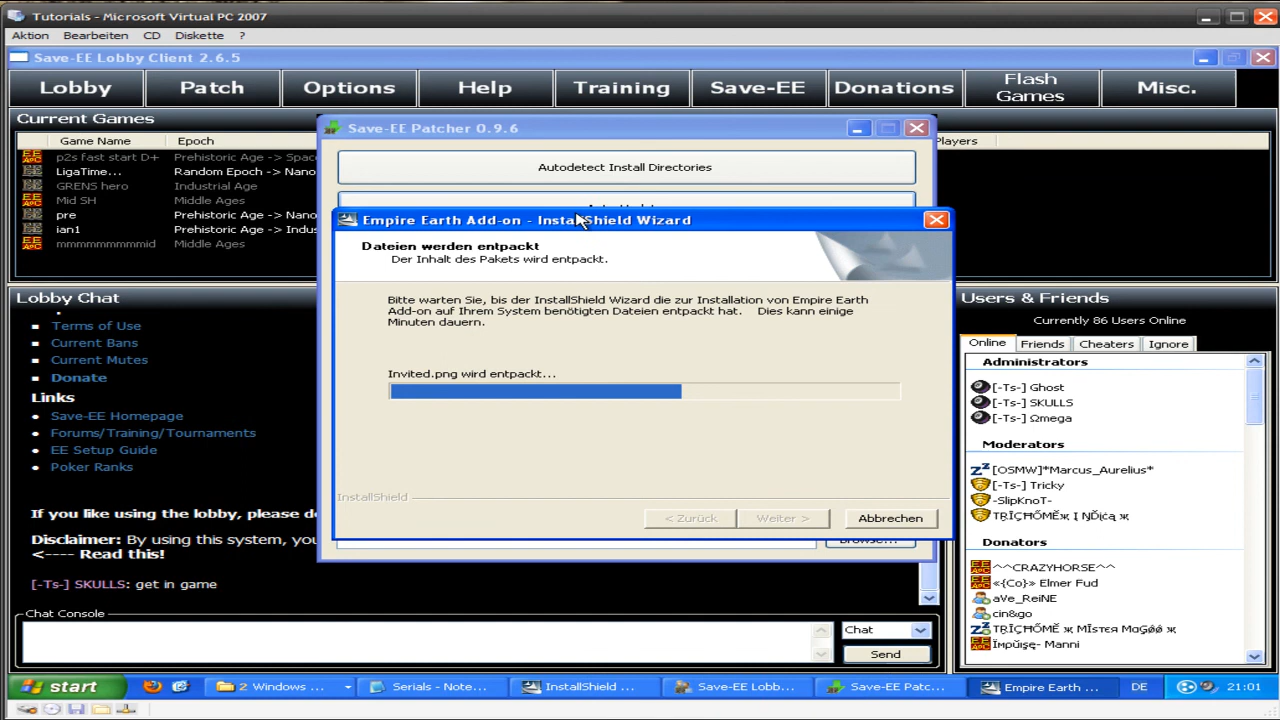 Tutorials - Microsoft Virtual PC 2007
Aktion Bearbeiten CD Diskette ?
Save-EE Lobby Client 2.6.5
Lobby Patch Options Help Training Save-EE Donations Flash Games Misc.
Current Games
Game Name Epoch Players
p2s fast start D+ Prehistoric Age -> Space
LigaTime... Random Epoch -> Nano
GRENS hero Industrial Age
Mid SH Middle Ages
pre Prehistoric Age -> Nano
ian1 Prehistoric Age -> Indus
mmmmmmmmid Middle Ages
Save-EE Patcher 0.9.6
Autodetect Install Directories
Empire Earth Add-on - InstallShield Wizard
Dateien werden entpackt
Der Inhalt des Pakets wird entpackt.
Bitte warten Sie, bis der InstallShield Wizard die zur Installation von Empire Earth
Add-on auf Ihrem System benötigten Dateien entpackt hat. Dies kann einige
Minuten dauern.
Invited.png wird entpackt...
InstallShield
< Zurück Weiter > Abbrechen
Browse...
Lobby Chat
Terms of Use
Current Bans
Current Mutes
Donate
Links
Save-EE Homepage
Forums/Training/Tournaments
EE Setup Guide
Poker Ranks
If you like using the lobby, please do
Disclaimer: By using this system, you
<---- Read this!
[-Ts-] SKULLS: get in game
Chat Console
Chat
Send
Users & Friends
Currently 86 Users Online
Online Friends Cheaters Ignore
Administrators
[-Ts-] Ghost
[-Ts-] SKULLS
[-Ts-] Ωmega
Moderators
[OSMW]*Marcus_Aurelius*
[-Ts-] Tricky
-SlipKnoT-
Donators
^^CRAZYHORSE^^
«{Co}» Elmer Fud
aVe_ReiNE
cin&go
Manni
start 2 Windows ... Serials - Note... InstallShield ... Save-EE Lobb... Save-EE Patc... Empire Earth ... DE 21:01